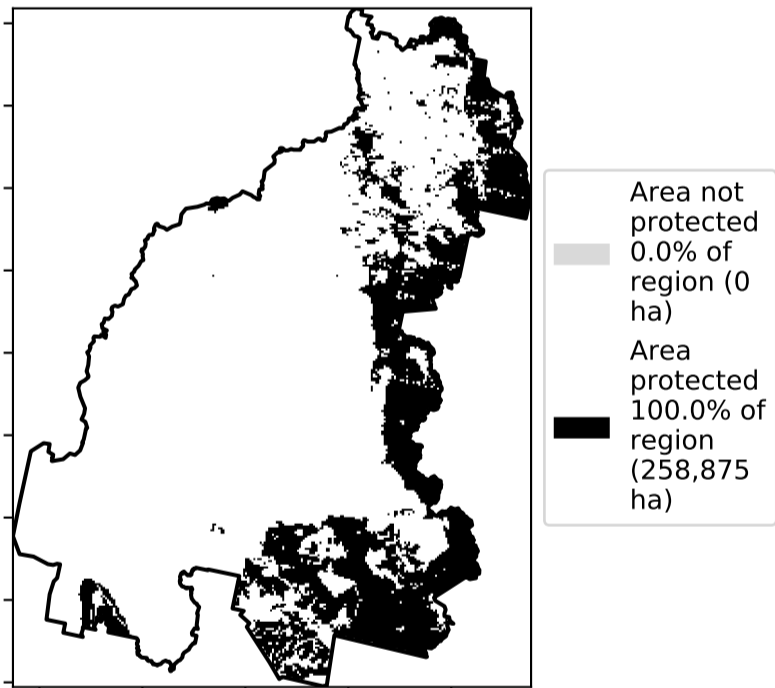 Area not
protected
0.0% of
region (0
ha)
Area
protected
100.0% of
region
(258,875
ha)